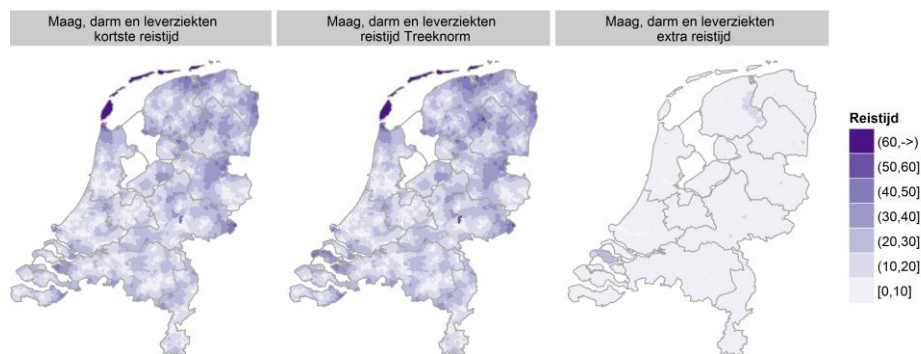 Maag, darm en leverziekten
kortste reistijd
Maag, darm en leverziekten
reistijd Treeknorm
Maag, darm en leverziekten
extra reistijd
Reistijd
(60,->)
(50,60]
(40,50]
(30,40]
(20,30]
(10,20]
[0,10]